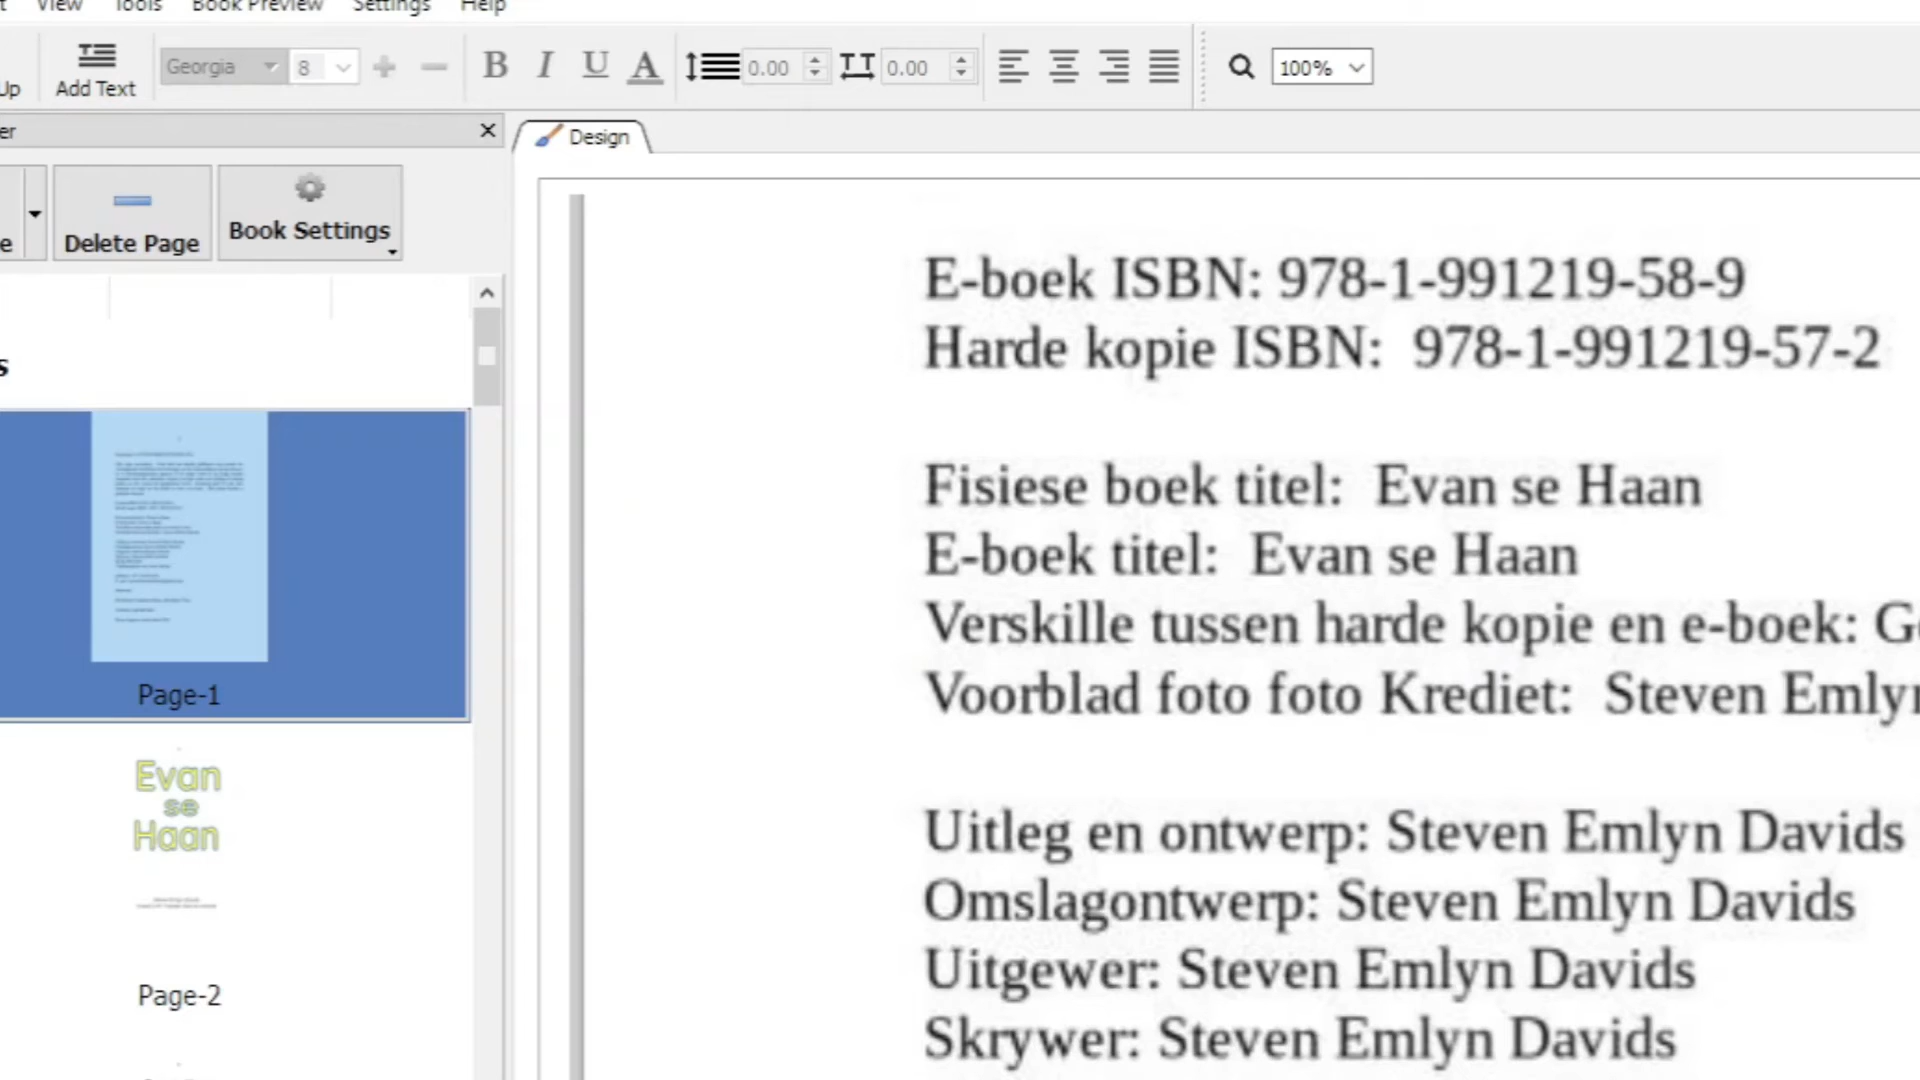 View Tools Book Preview Settings Help
Up Add Text Georgia 8 B I U A 0.00 0.00 100%
Design
Delete Page Book Settings
E-boek ISBN: 978-1-991219-58-9
Harde kopie ISBN: 978-1-991219-57-2
Fisiese boek titel: Evan se Haan
E-boek titel: Evan se Haan
Verskille tussen harde kopie en e-boek:
Voorblad foto foto Krediet: Steven Emlyn
Page-1
Evan
se
Haan
Uitleg en ontwerp: Steven Emlyn Davids
Omslagontwerp: Steven Emlyn Davids
Uitgewer: Steven Emlyn Davids
Page-2
Skrywer: Steven Emlyn Davids